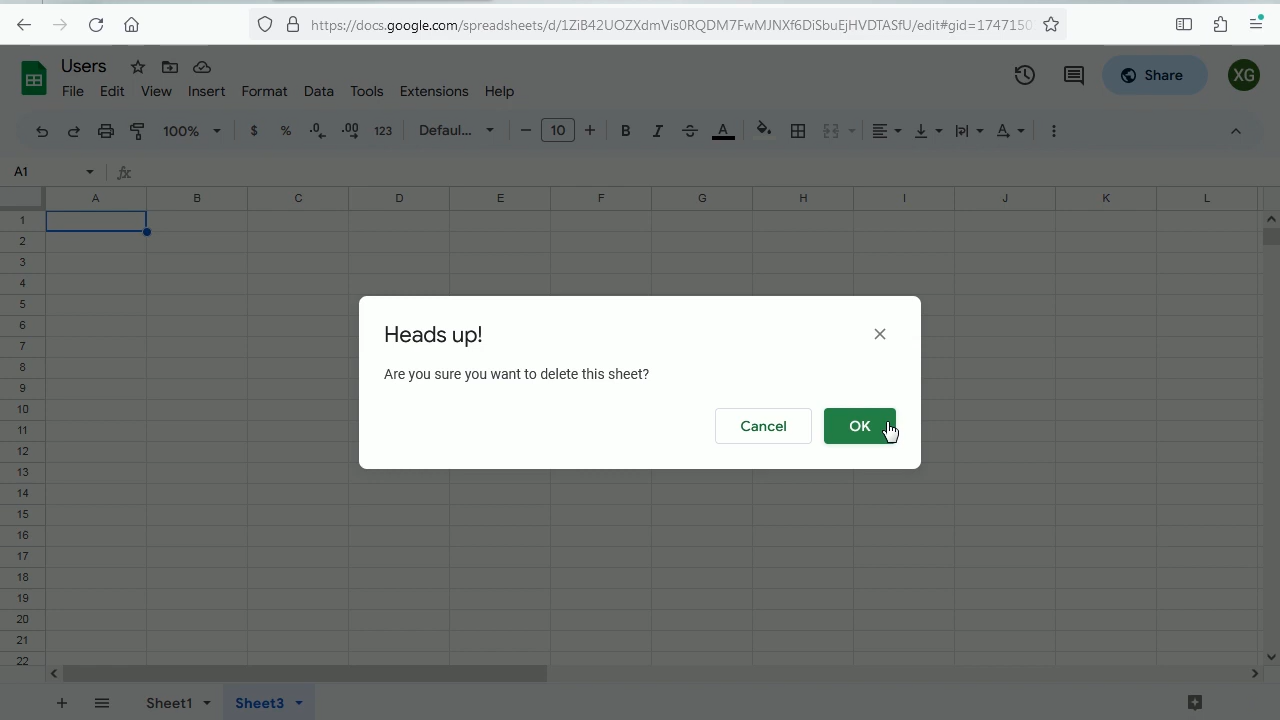 https://docs.google.com/spreadsheets/d/1ZiB42UOZXdmVis0RQDM7FwMJNXf6DiSbuEjHVDTASfU/edit#gid=1747150
Users
File Edit View Insert Format Data Tools Extensions Help
Share
XG
100% $ % .0 .00 123 Defaul... 10 B I A A
A1 fx
A B C D E F G H I J K L
1
2
3
4
5
6
7
8
9
10
11
12
13
14
15
16
17
18
19
20
21
22
Heads up!
Are you sure you want to delete this sheet?
Cancel OK
Sheet1 Sheet3